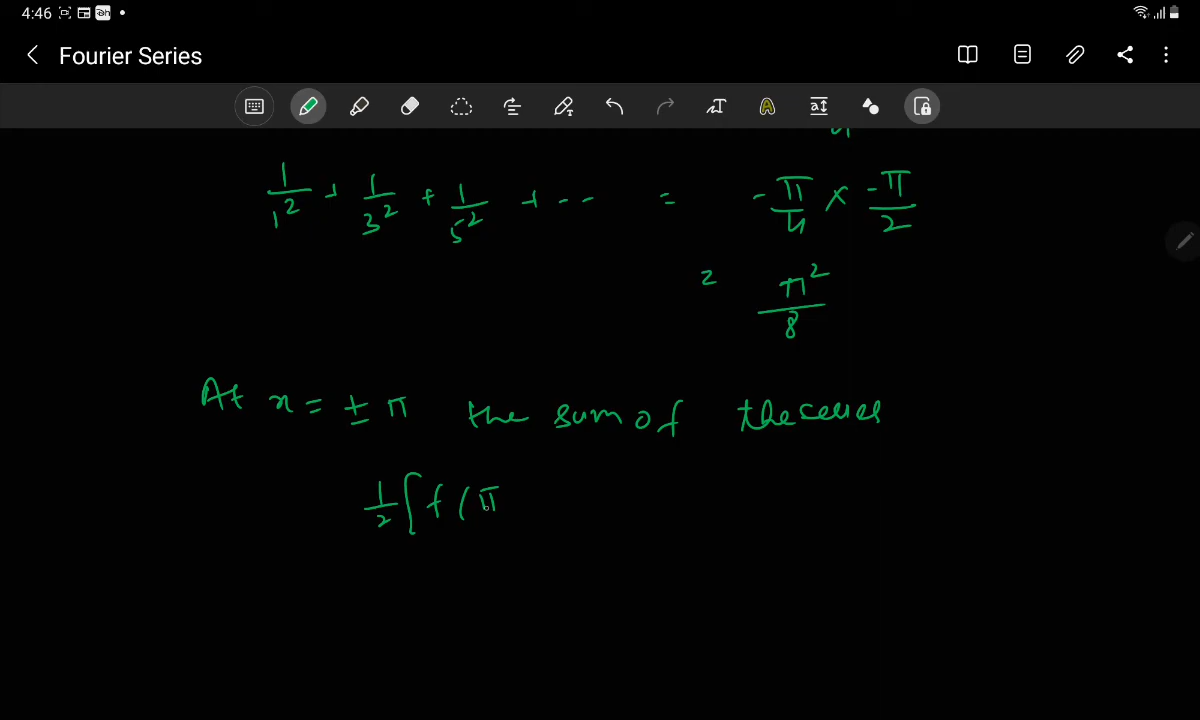 4:46
Fourier Series
1/1² + 1/3² + 1/5² + -- = -π/4 × -π/2
= π²/8
At x = ± π the sum of the series
1/2 [ f ( π